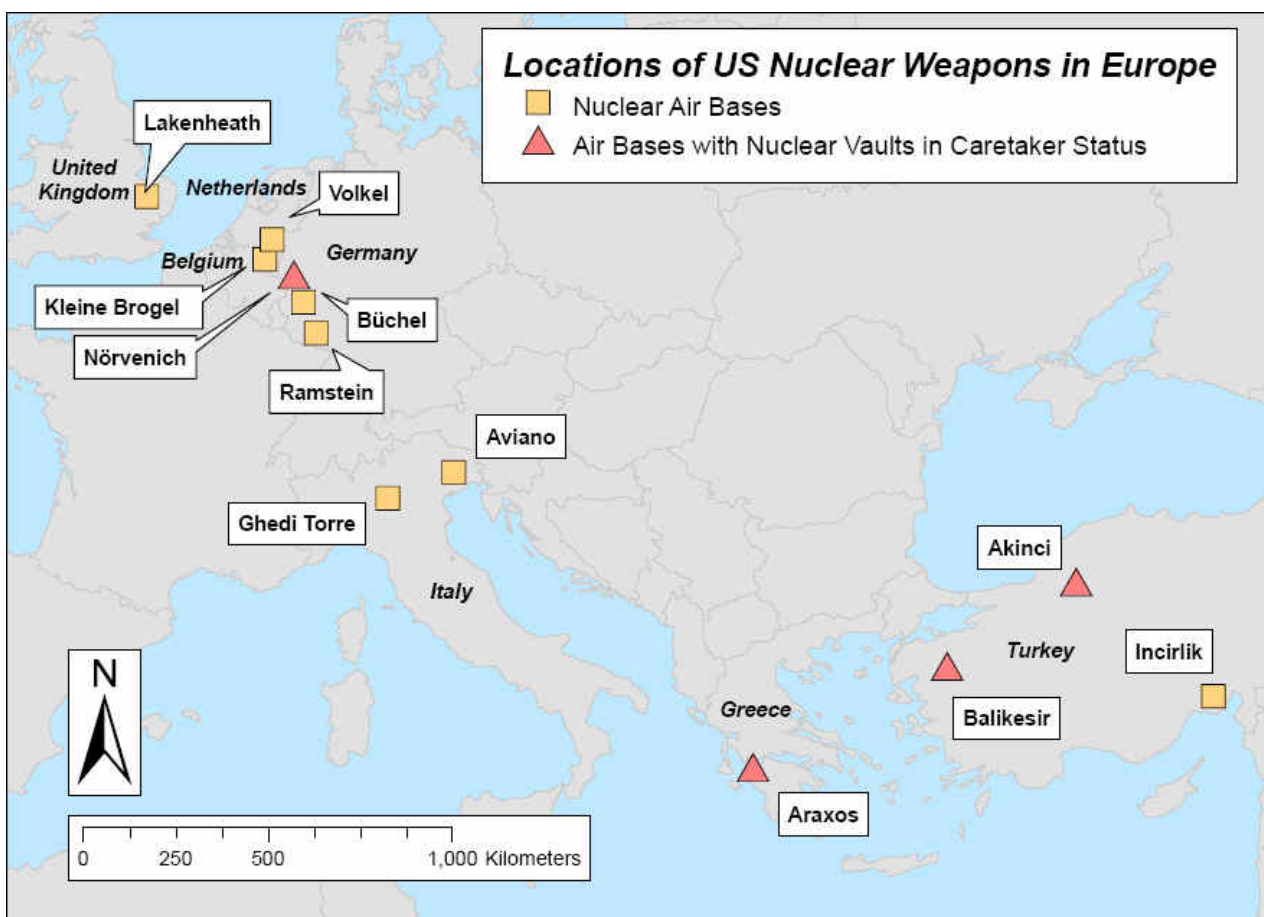 Locations of US Nuclear Weapons in Europe
Nuclear Air Bases
Air Bases with Nuclear Vaults in Caretaker Status
Lakenheath
United
Kingdom
Netherlands
Volkel
Belgium
Germany
Kleine Brogel
Büchel
Nörvenich
Ramstein
Aviano
Ghedi Torre
Italy
Akinci
Turkey
Incirlik
Balikesir
Greece
Araxos
N
0 250 500 1,000 Kilometers